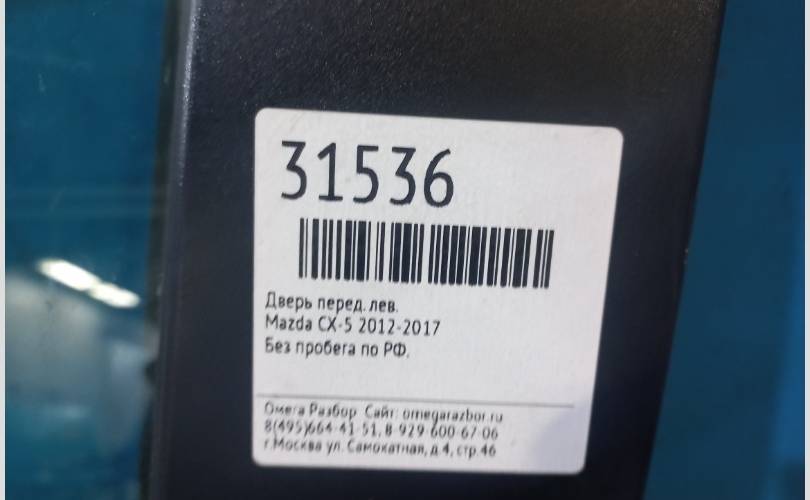 31536
Дверь перед. лев.
Mazda CX-5 2012-2017
Без пробега по РФ.
Омега Разбор Сайт: omegarazbor.ru
8(495)664-41-51, 8-929-600-67-06
г.Москва ул. Самокатная, д.4, стр.46